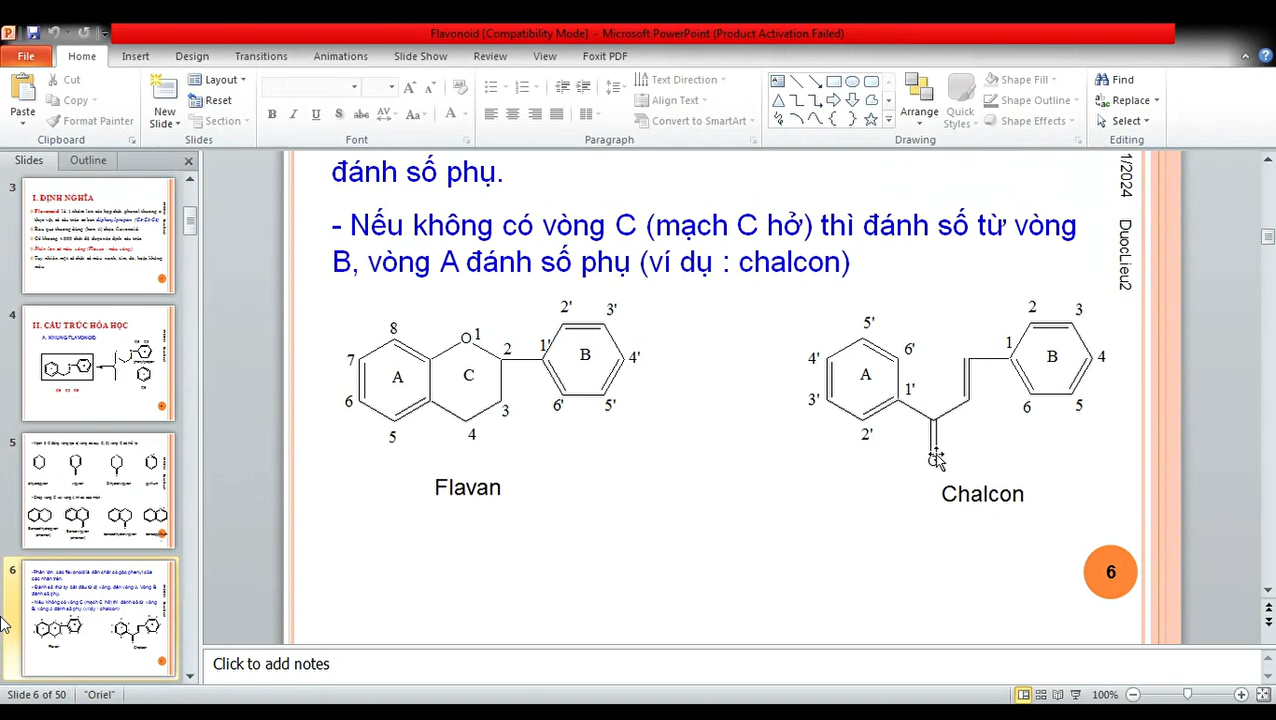 Flavonoid [Compatibility Mode] - Microsoft PowerPoint (Product Activation Failed)
File Home Insert Design Transitions Animations Slide Show Review View Foxit PDF
Paste
Cut
Copy
Format Painter
Clipboard
New Slide
Layout
Reset
Section
Slides
Font
Text Direction
Align Text
Convert to SmartArt
Paragraph
Arrange
Quick Styles
Shape Fill
Shape Outline
Shape Effects
Drawing
Find
Replace
Select
Editing
Slides Outline
3
I. ĐỊNH NGHĨA
4
II. CẤU TRÚC HÓA HỌC
5
6
Flavan
Chalcon
đánh số phụ.
- Nếu không có vòng C (mạch C hở) thì đánh số từ vòng
B, vòng A đánh số phụ (ví dụ : chalcon)
1/2024 DuocLieu2
8 O 1 2 3 4 5 6 7 A C
1' 2' 3' 4' 5' 6' B
Flavan
5' 6' 1' 2' 3' 4' A
1 2 3 4 5 6 B
Chalcon
6
Click to add notes
Slide 6 of 50 "Oriel" 100%